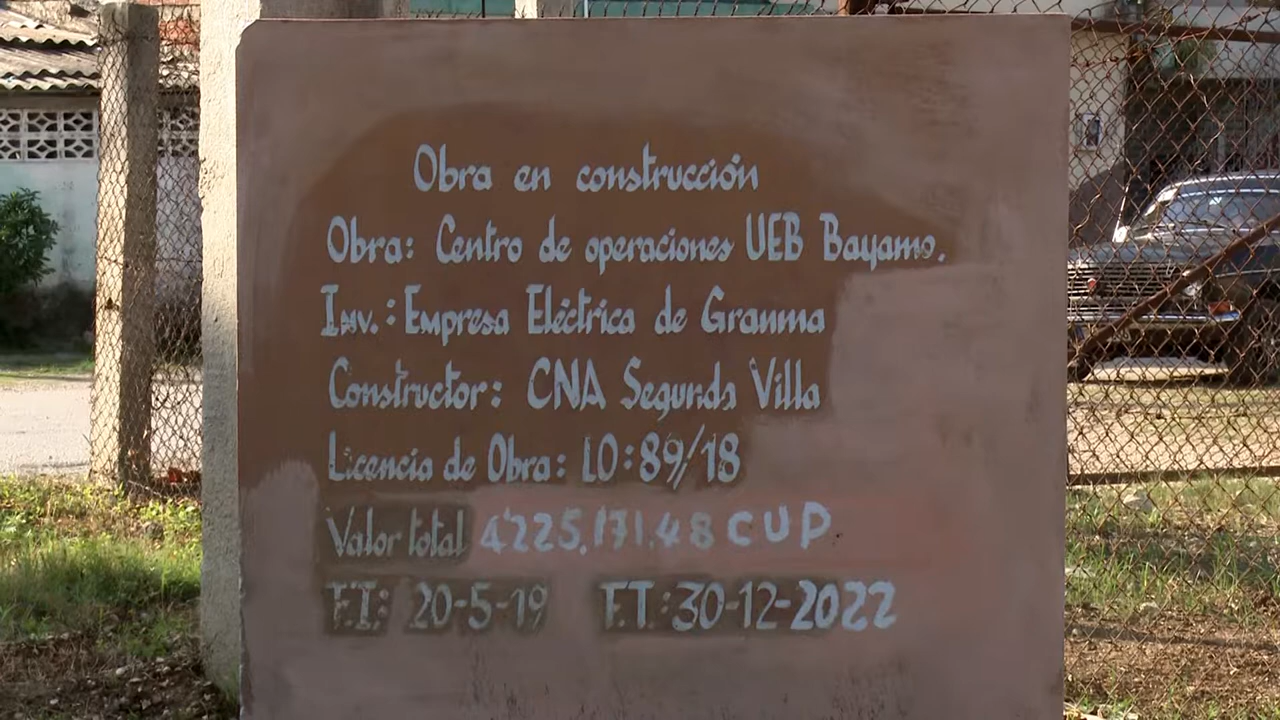 Obra en construcción
Obra: Centro de operaciones UEB Bayamo.
Inv.: Empresa Eléctrica de Granma
Constructor: CNA Segunda Villa
Licencia de Obra: LO:89/18
Valor total 4225,171.48 CUP
F.I: 20-5-19 F.T.:30-12-2022